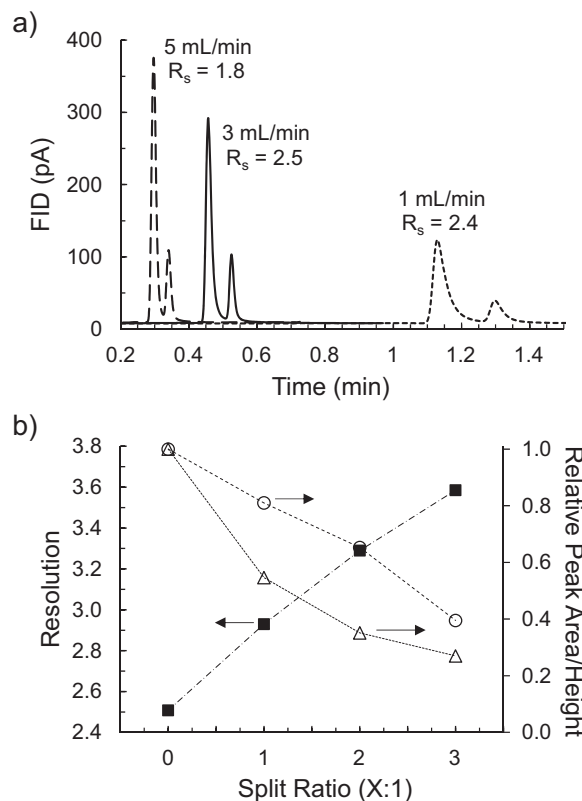 a)
400
300
200
100
0
FID (pA)
5 mL/min
Rs = 1.8
3 mL/min
Rs = 2.5
1 mL/min
Rs = 2.4
0.2 0.4 0.6 0.8 1 1.2 1.4
Time (min)
b)
3.8
3.6
3.4
3.2
3.0
2.8
2.6
2.4
Resolution
1.0
0.8
0.6
0.4
0.2
0.0
Relative Peak Area/Height
0 1 2 3
Split Ratio (X:1)